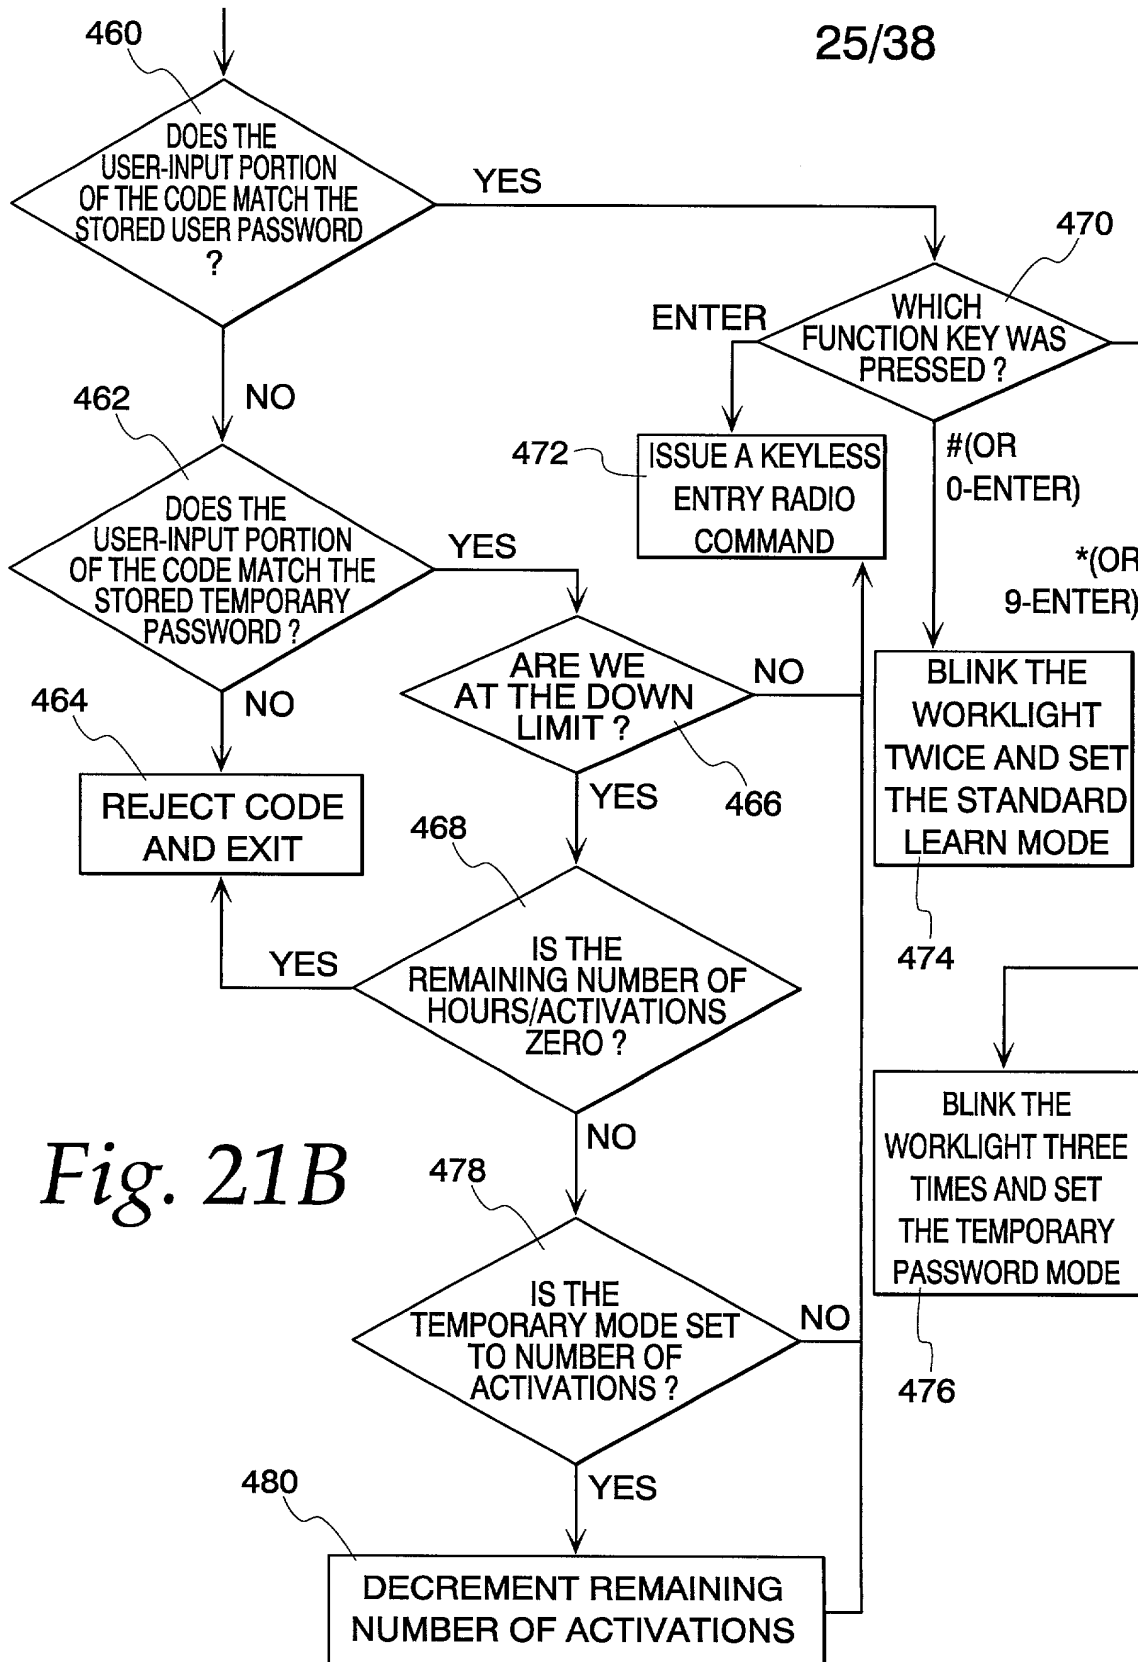 460
25/38
DOES THE
USER-INPUT PORTION
OF THE CODE MATCH THE
STORED USER PASSWORD
?
YES
470
WHICH
FUNCTION KEY WAS
PRESSED ?
ENTER
NO
462
472
ISSUE A KEYLESS
ENTRY RADIO
COMMAND
#(OR
0-ENTER)
DOES THE
USER-INPUT PORTION
OF THE CODE MATCH THE
STORED TEMPORARY
PASSWORD ?
YES
*(OR
9-ENTER)
ARE WE
AT THE DOWN
LIMIT ?
NO
BLINK THE
WORKLIGHT
TWICE AND SET
THE STANDARD
LEARN MODE
464
NO
REJECT CODE
AND EXIT
YES
466
468
474
IS THE
REMAINING NUMBER OF
HOURS/ACTIVATIONS
ZERO ?
YES
NO
BLINK THE
WORKLIGHT THREE
TIMES AND SET
THE TEMPORARY
PASSWORD MODE
Fig. 21B
478
IS THE
TEMPORARY MODE SET
TO NUMBER OF
ACTIVATIONS ?
NO
476
480
YES
DECREMENT REMAINING
NUMBER OF ACTIVATIONS